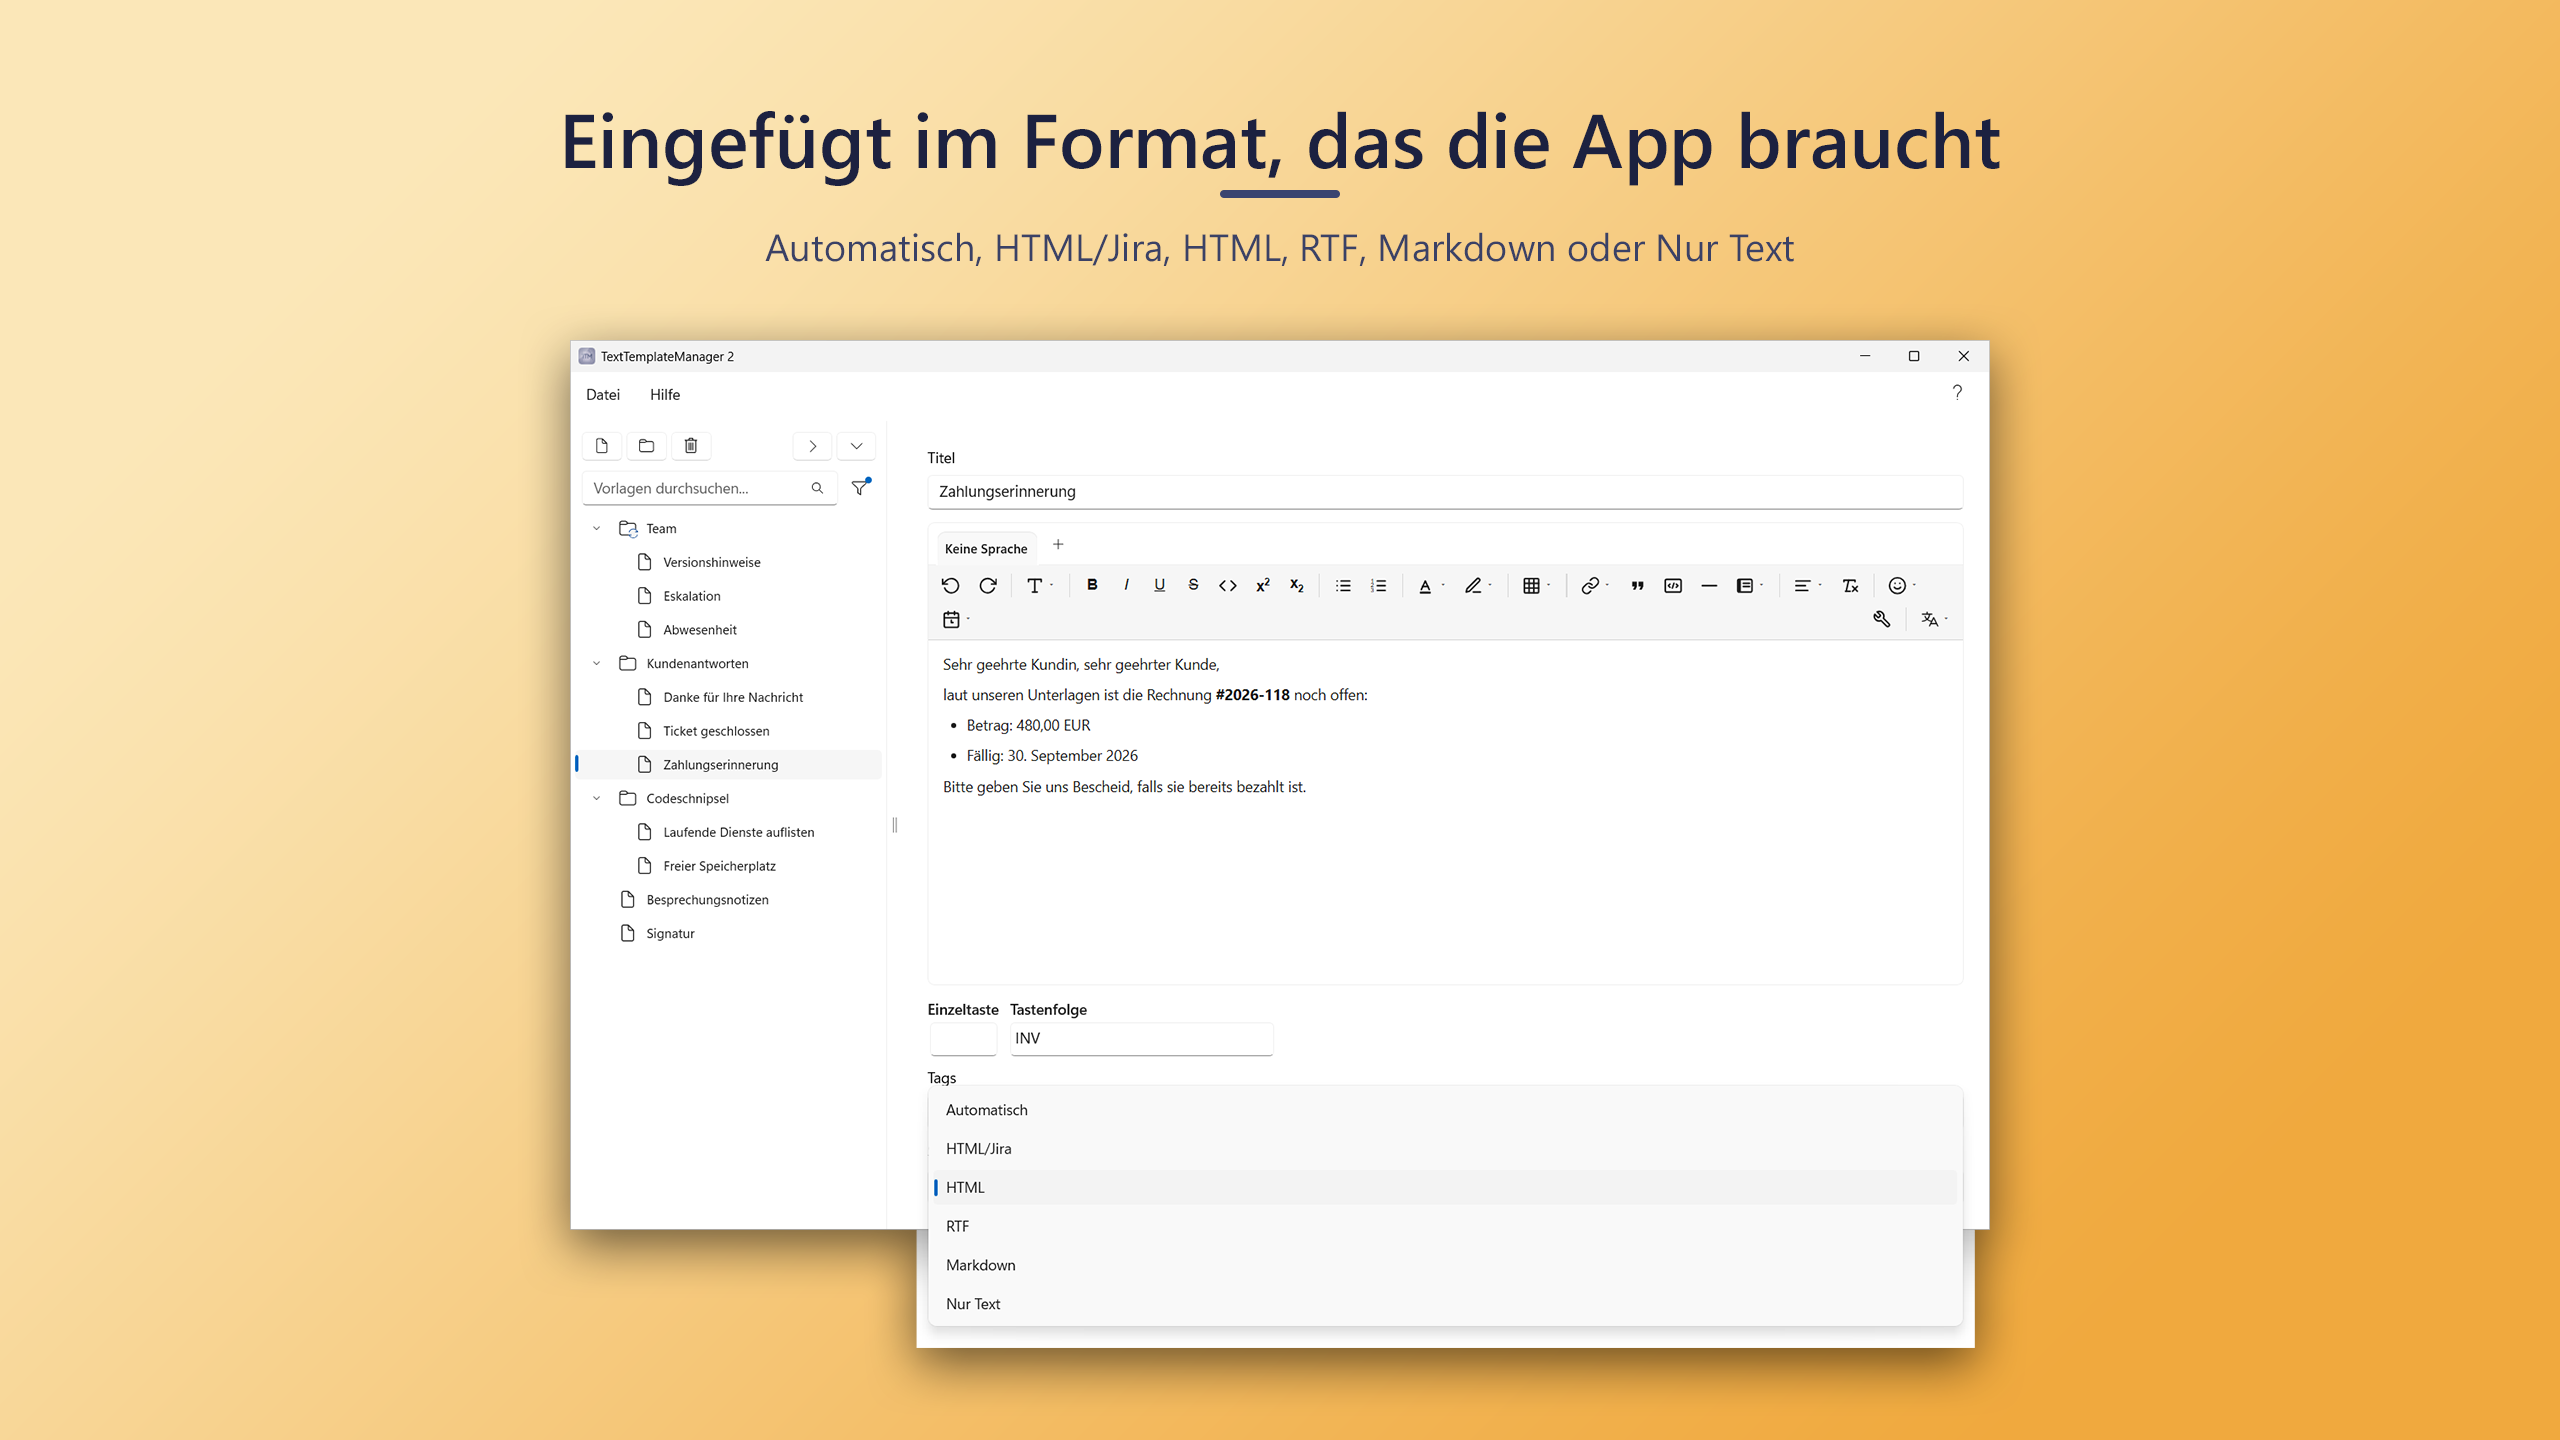 Eingefügt im Format, das die App braucht
Automatisch, HTML/Jira, HTML, RTF, Markdown oder Nur Text
TextTemplateManager 2
Datei Hilfe
Vorlagen durchsuchen...
Team
Versionshinweise
Eskalation
Abwesenheit
Kundenantworten
Danke für Ihre Nachricht
Ticket geschlossen
Zahlungserinnerung
Codeschnipsel
Laufende Dienste auflisten
Freier Speicherplatz
Besprechungsnotizen
Signatur
Titel
Zahlungserinnerung
Keine Sprache
Sehr geehrte Kundin, sehr geehrter Kunde,
laut unseren Unterlagen ist die Rechnung #2026-118 noch offen:
• Betrag: 480,00 EUR
• Fällig: 30. September 2026
Bitte geben Sie uns Bescheid, falls sie bereits bezahlt ist.
Einzeltaste Tastenfolge
INV
Tags
Automatisch
HTML/Jira
HTML
RTF
Markdown
Nur Text